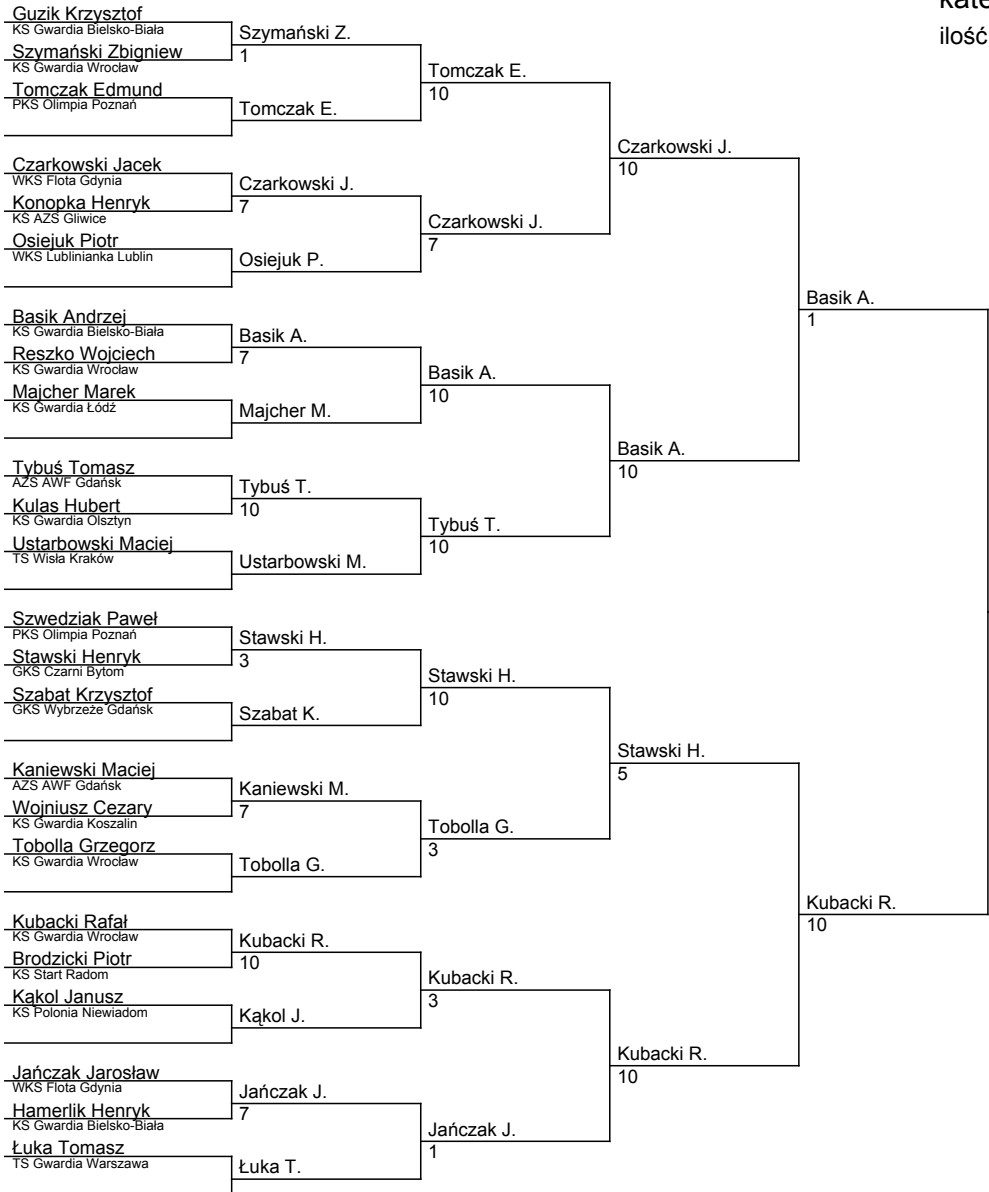 kate
ilość
Guzik Krzysztof
KS Gwardia Bielsko-Biała
Szymański Z.
Szymański Zbigniew
1
KS Gwardia Wrocław
Tomczak E.
Tomczak Edmund
10
PKS Olimpia Poznań
Tomczak E.
Czarkowski J.
10
Czarkowski Jacek
WKS Flota Gdynia
Czarkowski J.
Konopka Henryk
7
KS AZS Gliwice
Czarkowski J.
Osiejuk Piotr
7
WKS Lublinianka Lublin
Osiejuk P.
Basik A.
1
Basik Andrzej
KS Gwardia Bielsko-Biała
Basik A.
Reszko Wojciech
7
KS Gwardia Wrocław
Basik A.
Majcher Marek
10
KS Gwardia Łódź
Majcher M.
Basik A.
10
Tybuś Tomasz
AZS AWF Gdańsk
Tybuś T.
Kulas Hubert
10
KS Gwardia Olsztyn
Tybuś T.
Ustarbowski Maciej
10
TS Wisła Kraków
Ustarbowski M.
Szwedziak Paweł
PKS Olimpia Poznań
Stawski H.
Stawski Henryk
3
GKS Czarni Bytom
Stawski H.
Szabat Krzysztof
10
GKS Wybrzeże Gdańsk
Szabat K.
Stawski H.
5
Kaniewski Maciej
AZS AWF Gdańsk
Kaniewski M.
Wojniusz Cezary
7
KS Gwardia Koszalin
Tobolla G.
Tobolla Grzegorz
3
KS Gwardia Wrocław
Tobolla G.
Kubacki R.
10
Kubacki Rafał
KS Gwardia Wrocław
Kubacki R.
Brodzicki Piotr
10
KS Start Radom
Kubacki R.
Kąkol Janusz
3
KS Polonia Niewiadom
Kąkol J.
Kubacki R.
10
Jańczak Jarosław
WKS Flota Gdynia
Jańczak J.
Hamerlik Henryk
7
KS Gwardia Bielsko-Biała
Jańczak J.
Łuka Tomasz
1
TS Gwardia Warszawa
Łuka T.